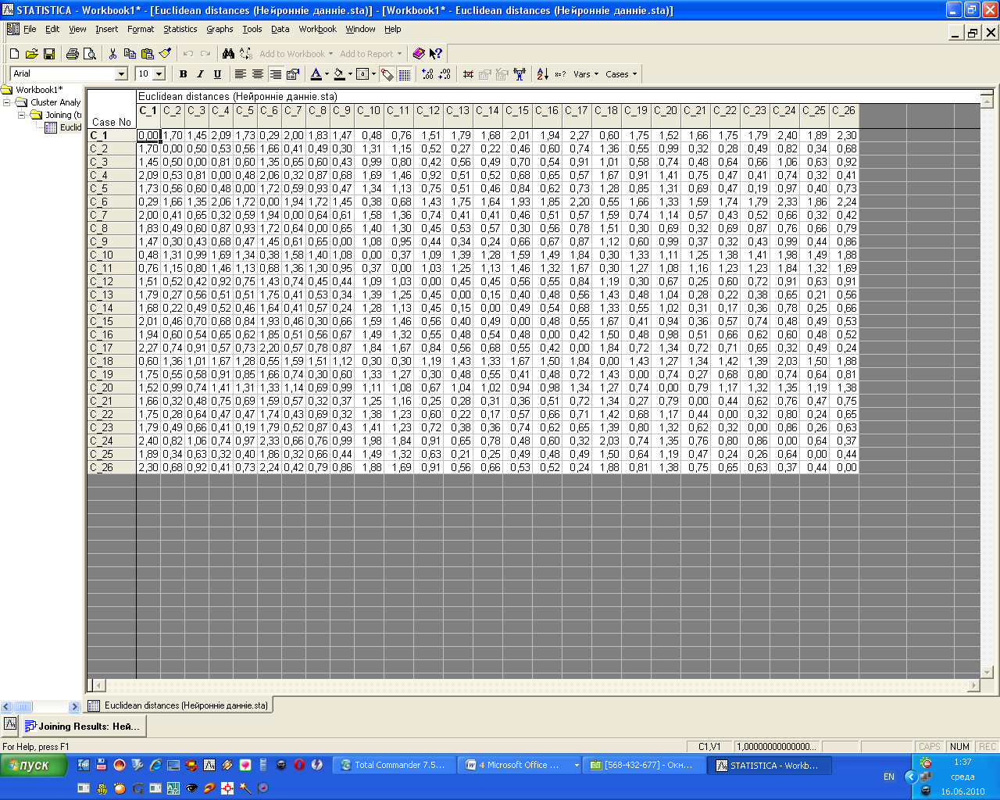 STATISTICA - Workbook1* - [Euclidean distances (Нейронніе данніе.sta)] - [Workbook1* - Euclidean distances (Нейронніе данніе.sta)]
File Edit View Insert Format Statistics Graphs Tools Data Workbook Window Help
Add to Workbook Add to Report
Arial 10 B I U Vars Cases
Workbook1*
Cluster Analy
Joining (tr
Euclid
Euclidean distances (Нейронніе данніе.sta)
Case No C_1 C_2 C_3 C_4 C_5 C_6 C_7 C_8 C_9 C_10 C_11 C_12 C_13 C_14 C_15 C_16 C_17 C_18 C_19 C_20 C_21 C_22 C_23 C_24 C_25 C_26
C_1 0,00 1,70 1,45 2,09 1,73 0,29 2,00 1,83 1,47 0,48 0,76 1,51 1,79 1,68 2,01 1,94 2,27 0,60 1,75 1,52 1,66 1,75 1,79 2,40 1,89 2,30
C_2 1,70 0,00 0,50 0,53 0,56 1,66 0,41 0,49 0,30 1,31 1,15 0,52 0,27 0,22 0,46 0,60 0,74 1,36 0,55 0,99 0,32 0,28 0,49 0,82 0,34 0,68
C_3 1,45 0,50 0,00 0,81 0,60 1,35 0,65 0,60 0,43 0,99 0,80 0,42 0,56 0,49 0,70 0,54 0,91 1,01 0,58 0,74 0,48 0,64 0,66 1,06 0,63 0,92
C_4 2,09 0,53 0,81 0,00 0,48 2,06 0,32 0,87 0,68 1,69 1,46 0,92 0,51 0,52 0,68 0,65 0,57 1,67 0,91 1,41 0,75 0,47 0,41 0,74 0,32 0,41
C_5 1,73 0,56 0,60 0,48 0,00 1,72 0,59 0,93 0,47 1,34 1,13 0,75 0,51 0,46 0,84 0,62 0,73 1,28 0,85 1,31 0,69 0,47 0,19 0,97 0,40 0,73
C_6 0,29 1,66 1,35 2,06 1,72 0,00 1,94 1,72 1,45 0,38 0,68 1,43 1,75 1,64 1,93 1,85 2,20 0,55 1,66 1,33 1,59 1,74 1,79 2,33 1,86 2,24
C_7 2,00 0,41 0,65 0,32 0,59 1,94 0,00 0,64 0,61 1,58 1,36 0,74 0,41 0,41 0,46 0,51 0,57 1,59 0,74 1,14 0,57 0,43 0,52 0,66 0,32 0,42
C_8 1,83 0,49 0,60 0,87 0,93 1,72 0,64 0,00 0,65 1,40 1,30 0,45 0,53 0,57 0,30 0,56 0,78 1,51 0,30 0,69 0,32 0,69 0,87 0,76 0,66 0,79
C_9 1,47 0,30 0,43 0,68 0,47 1,45 0,61 0,65 0,00 1,08 0,95 0,44 0,34 0,24 0,66 0,67 0,87 1,12 0,60 0,99 0,37 0,32 0,43 0,99 0,44 0,86
C_10 0,48 1,31 0,99 1,69 1,34 0,38 1,58 1,40 1,08 0,00 0,37 1,09 1,39 1,28 1,59 1,49 1,84 0,30 1,33 1,11 1,25 1,38 1,41 1,98 1,49 1,88
C_11 0,76 1,15 0,80 1,46 1,13 0,68 1,36 1,30 0,95 0,37 0,00 1,03 1,25 1,13 1,46 1,32 1,67 0,30 1,27 1,08 1,16 1,23 1,23 1,84 1,32 1,69
C_12 1,51 0,52 0,42 0,92 0,75 1,43 0,74 0,45 0,44 1,09 1,03 0,00 0,45 0,45 0,56 0,55 0,84 1,19 0,30 0,67 0,25 0,60 0,72 0,91 0,63 0,91
C_13 1,79 0,27 0,56 0,51 0,51 1,75 0,41 0,53 0,34 1,39 1,25 0,45 0,00 0,15 0,40 0,48 0,56 1,43 0,48 1,04 0,28 0,22 0,38 0,65 0,21 0,56
C_14 1,68 0,22 0,49 0,52 0,46 1,64 0,41 0,57 0,24 1,28 1,13 0,45 0,15 0,00 0,49 0,54 0,68 1,33 0,55 1,02 0,31 0,17 0,36 0,78 0,25 0,66
C_15 2,01 0,46 0,70 0,68 0,84 1,93 0,46 0,30 0,66 1,59 1,46 0,56 0,40 0,49 0,00 0,48 0,55 1,67 0,41 0,94 0,36 0,57 0,74 0,48 0,49 0,53
C_16 1,94 0,60 0,54 0,65 0,62 1,85 0,51 0,56 0,67 1,49 1,32 0,55 0,48 0,54 0,48 0,00 0,42 1,50 0,48 0,98 0,51 0,66 0,62 0,60 0,48 0,52
C_17 2,27 0,74 0,91 0,57 0,73 2,20 0,57 0,78 0,87 1,84 1,67 0,84 0,56 0,68 0,55 0,42 0,00 1,84 0,72 1,34 0,72 0,71 0,65 0,32 0,49 0,24
C_18 0,60 1,36 1,01 1,67 1,28 0,55 1,59 1,51 1,12 0,30 0,30 1,19 1,43 1,33 1,67 1,50 1,84 0,00 1,43 1,27 1,34 1,42 1,39 2,03 1,50 1,88
C_19 1,75 0,55 0,58 0,91 0,85 1,66 0,74 0,30 0,60 1,33 1,27 0,30 0,48 0,55 0,41 0,48 0,72 1,43 0,00 0,74 0,27 0,68 0,80 0,74 0,64 0,81
C_20 1,52 0,99 0,74 1,41 1,31 1,33 1,14 0,69 0,99 1,11 1,08 0,67 1,04 1,02 0,94 0,98 1,34 1,27 0,74 0,00 0,79 1,17 1,32 1,35 1,19 1,38
C_21 1,66 0,32 0,48 0,75 0,69 1,59 0,57 0,32 0,37 1,25 1,16 0,25 0,28 0,31 0,36 0,51 0,72 1,34 0,27 0,79 0,00 0,44 0,62 0,76 0,47 0,75
C_22 1,75 0,28 0,64 0,47 0,47 1,74 0,43 0,69 0,32 1,38 1,23 0,60 0,22 0,17 0,57 0,66 0,71 1,42 0,68 1,17 0,44 0,00 0,32 0,80 0,24 0,65
C_23 1,79 0,49 0,66 0,41 0,19 1,79 0,52 0,87 0,43 1,41 1,23 0,72 0,38 0,36 0,74 0,62 0,65 1,39 0,80 1,32 0,62 0,32 0,00 0,86 0,26 0,63
C_24 2,40 0,82 1,06 0,74 0,97 2,33 0,66 0,76 0,99 1,98 1,84 0,91 0,65 0,78 0,48 0,60 0,32 2,03 0,74 1,35 0,76 0,80 0,86 0,00 0,64 0,37
C_25 1,89 0,34 0,63 0,32 0,40 1,86 0,32 0,66 0,44 1,49 1,32 0,63 0,21 0,25 0,49 0,48 0,49 1,50 0,64 1,19 0,47 0,24 0,26 0,64 0,00 0,44
C_26 2,30 0,68 0,92 0,41 0,73 2,24 0,42 0,79 0,86 1,88 1,69 0,91 0,56 0,66 0,53 0,52 0,24 1,88 0,81 1,38 0,75 0,65 0,63 0,37 0,44 0,00
Euclidean distances (Нейронніе данніе.sta)
Joining Results: Ней...
For Help, press F1 C1,V1 1,00000000000000... CAPS NUM REC
пуск Total Commander 7.5... 4 Microsoft Office ... [568-432-677] - Окн... STATISTICA - Workb... 1:37
EN среда
16.06.2010